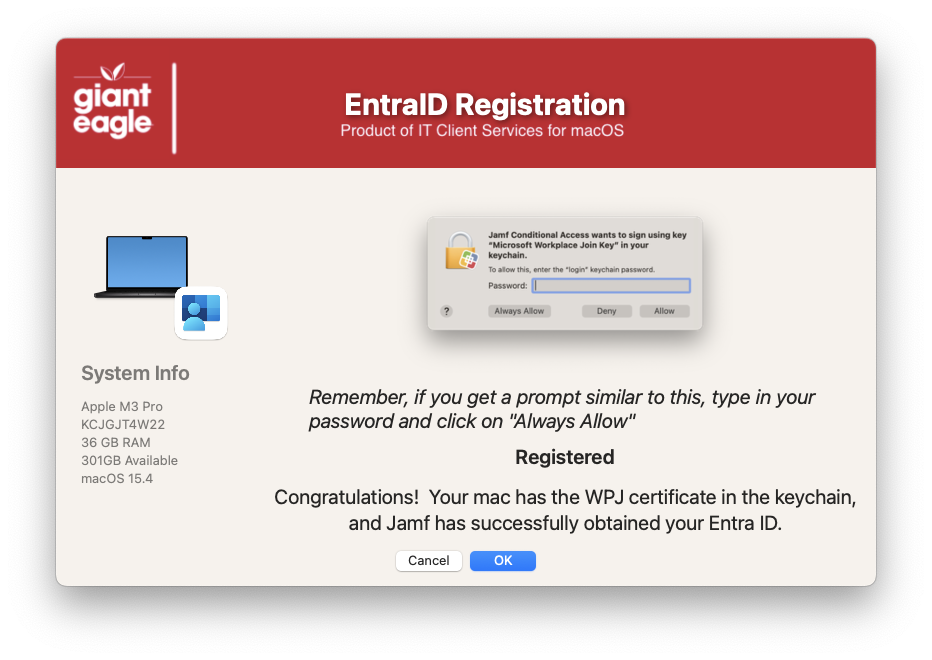 giant
eagle
EntraID Registration
Product of IT Client Services for macOS
Jamf Conditional Access wants to sign using key
"Microsoft Workplace Join Key" in your
keychain.
To allow this, enter the "login" keychain password.
Password:
?
Always Allow
Deny
Allow
System Info
Apple M3 Pro
KCJGJT4W22
36 GB RAM
301GB Available
macOS 15.4
Remember, if you get a prompt similar to this, type in your
password and click on "Always Allow"
Registered
Congratulations!  Your mac has the WPJ certificate in the keychain,
and Jamf has successfully obtained your Entra ID.
Cancel
OK